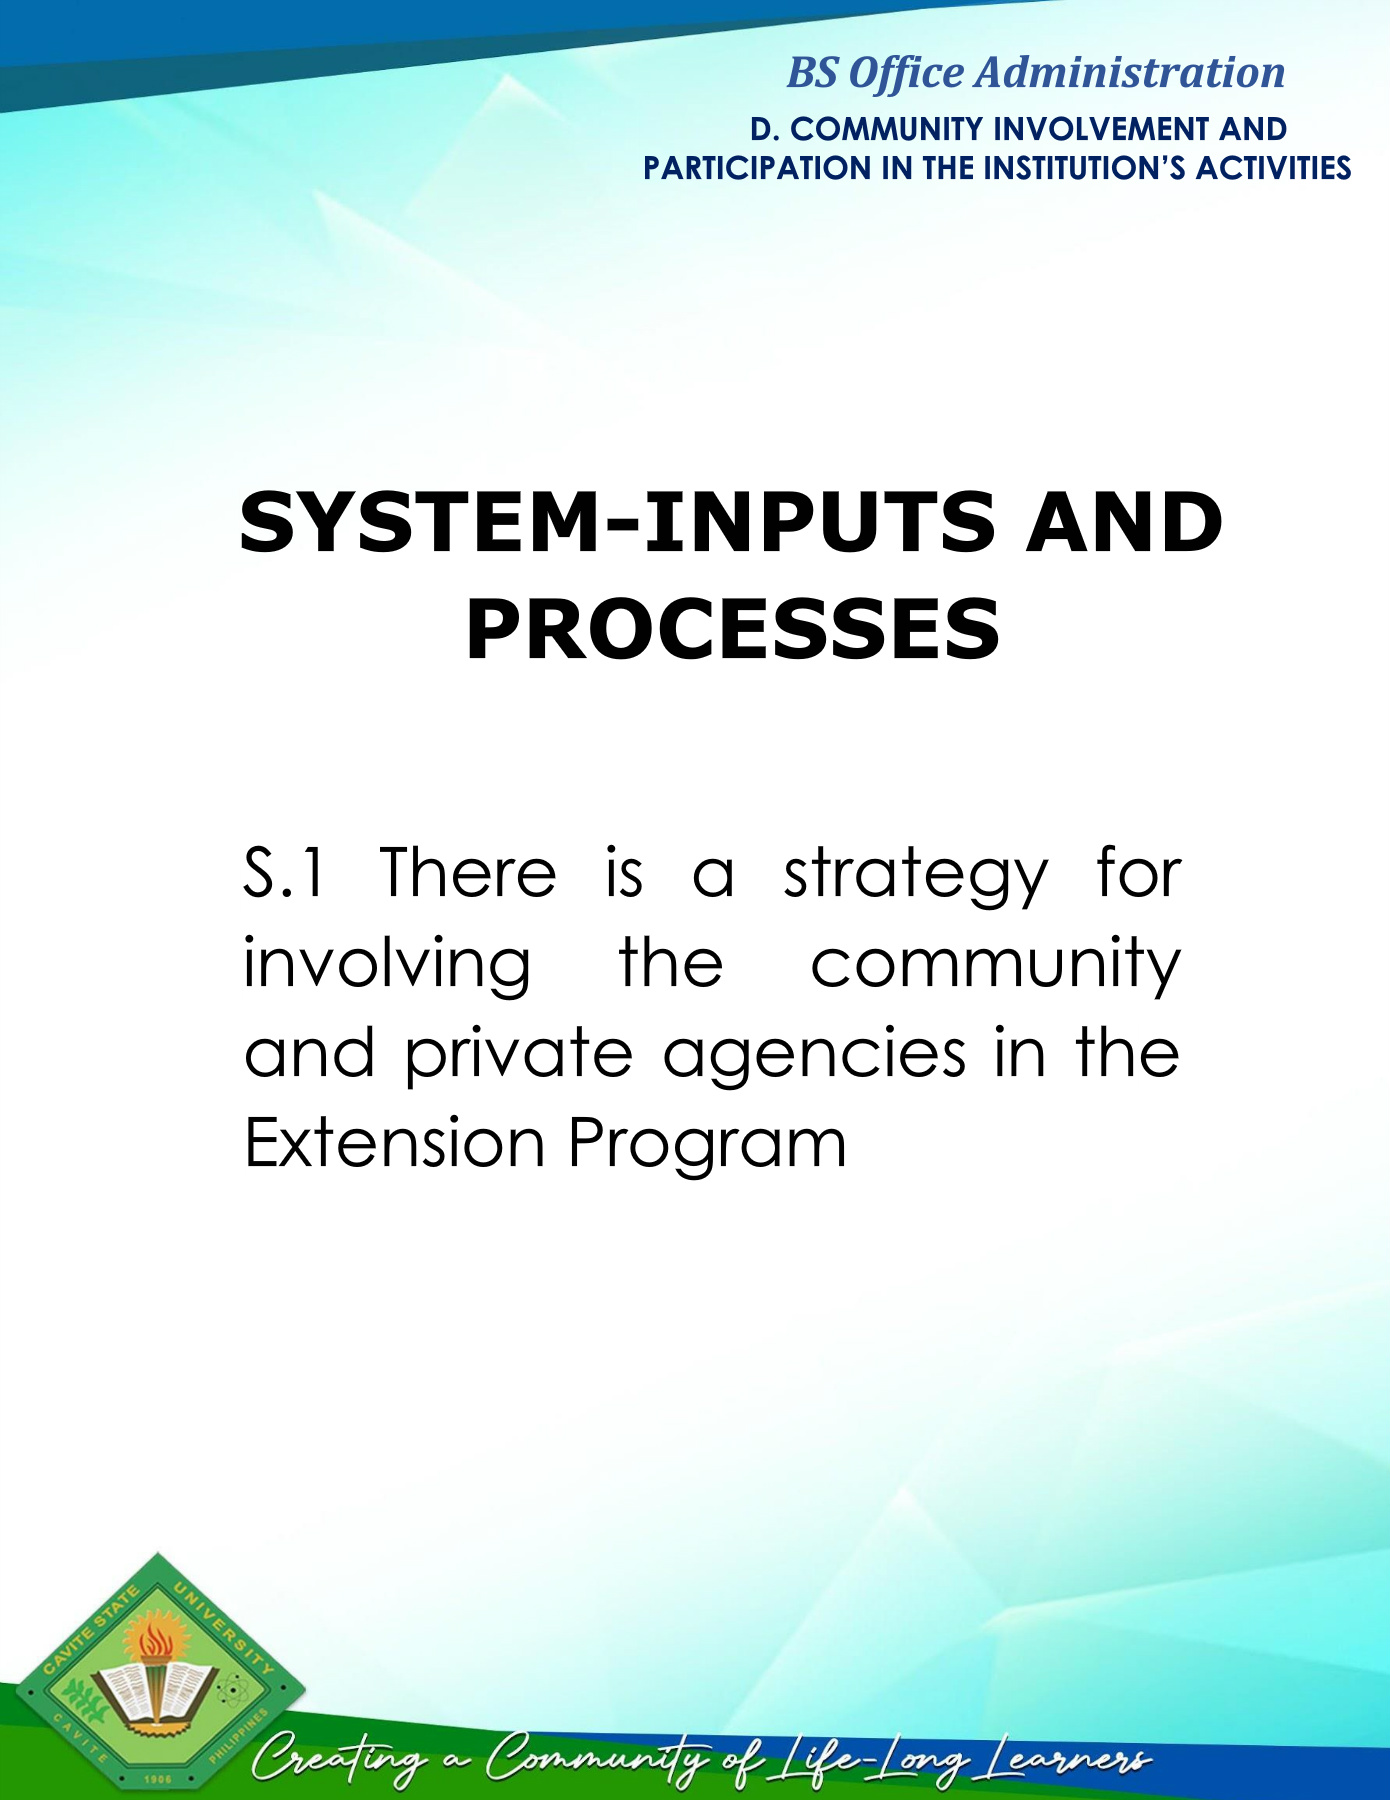 BS Office Administration
D. COMMUNITY INVOLVEMENT AND
PARTICIPATION IN THE INSTITUTION’S ACTIVITIES
SYSTEM-INPUTS AND
PROCESSES
S.1 There is a strategy for
involving the community
and private agencies in the
Extension Program
CAVITE STATE UNIVERSITY
CAVITE
PHILIPPINES
1906
Creating a Community of Life-Long Learners